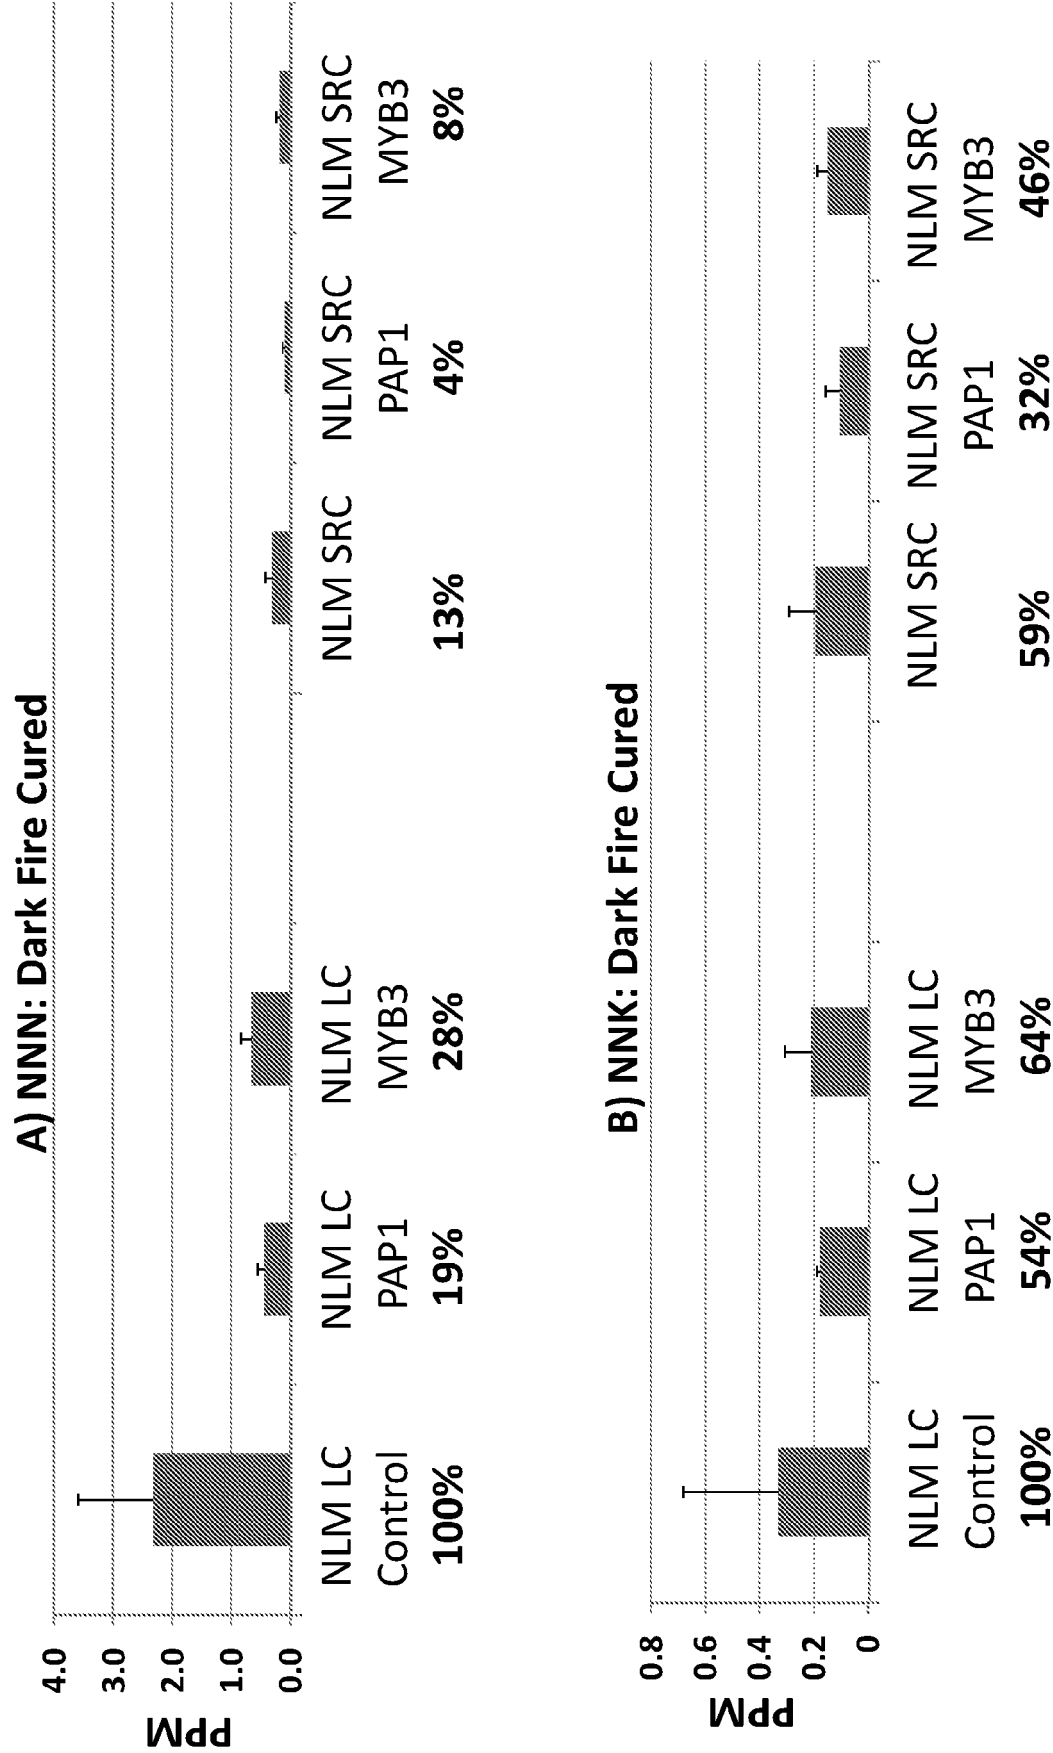 A) NNN: Dark Fire Cured
PPM
4.0
3.0
2.0
1.0
0.0
NLM LC NLM LC NLM LC NLM SRC NLM SRC NLM SRC
Control PAP1 MYB3 PAP1 MYB3
100% 19% 28% 13% 4% 8%
B) NNK: Dark Fire Cured
PPM
0.8
0.6
0.4
0.2
0
NLM LC NLM LC NLM LC NLM SRC NLM SRC NLM SRC
Control PAP1 MYB3 PAP1 MYB3
100% 54% 64% 59% 32% 46%